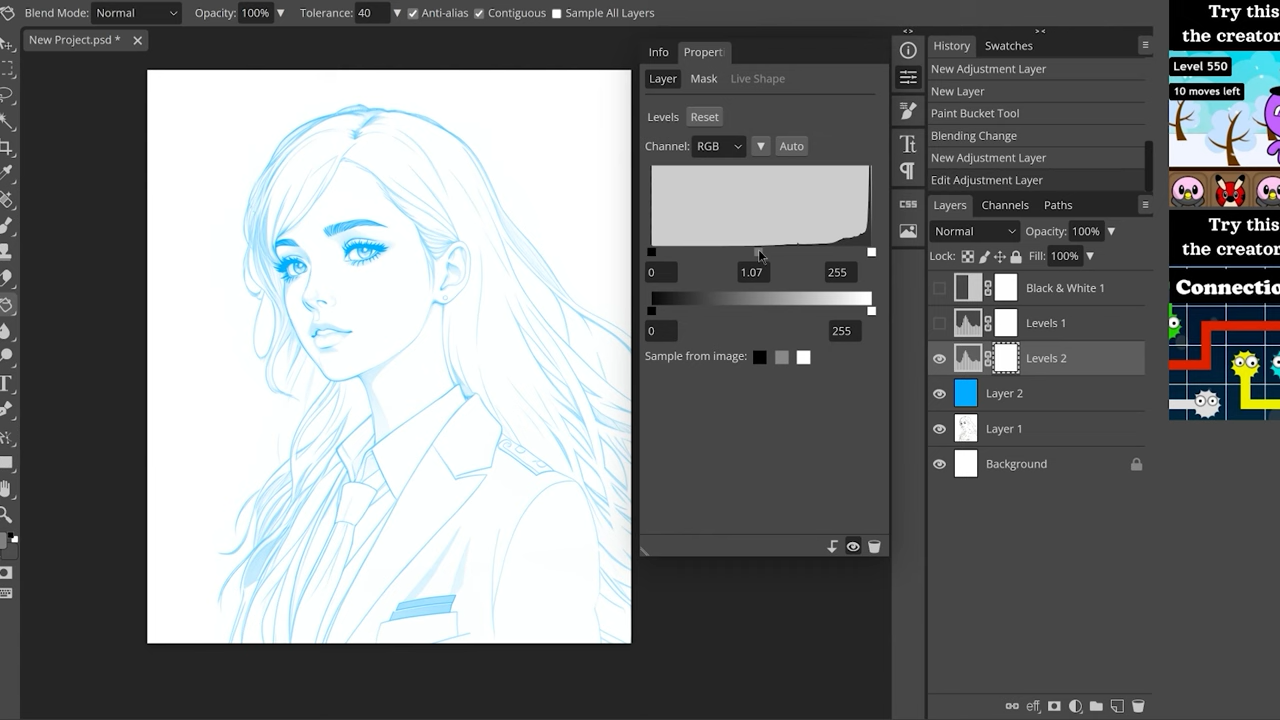 Blend Mode: Normal Opacity: 100% Tolerance: 40 Anti-alias Contiguous Sample All Layers
New Project.psd *
Info Properti
Layer Mask Live Shape
Levels Reset
Channel: RGB Auto
0 1.07 255
0 255
Sample from image:
Tt
¶
CSS
T
History Swatches
New Adjustment Layer
New Layer
Paint Bucket Tool
Blending Change
New Adjustment Layer
Edit Adjustment Layer
Layers Channels Paths
Normal Opacity: 100%
Lock: Fill: 100%
Black & White 1
Levels 1
Levels 2
Layer 2
Layer 1
Background
eff
Try this
the creator
Level 550
10 moves left
Try this
the creator
Connectio